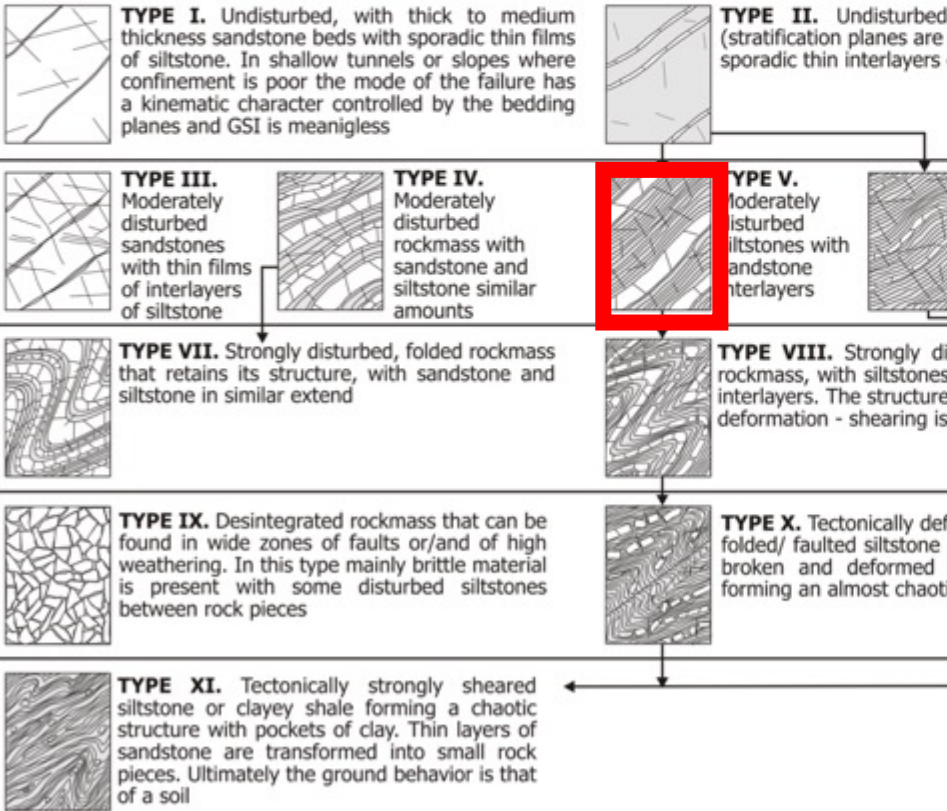 TYPE I. Undisturbed, with thick to medium
thickness sandstone beds with sporadic thin films
of siltstone. In shallow tunnels or slopes where
confinement is poor the mode of the failure has
a kinematic character controlled by the bedding
planes and GSI is meanigless
TYPE II. Undisturbed
(stratification planes are
sporadic thin interlayers
TYPE III.
Moderately
disturbed
sandstones
with thin films
of interlayers
of siltstone
TYPE IV.
Moderately
disturbed
rockmass with
sandstone and
siltstone similar
amounts
TYPE V.
Moderately
disturbed
siltstones with
sandstone
interlayers
TYPE VII. Strongly disturbed, folded rockmass
that retains its structure, with sandstone and
siltstone in similar extend
TYPE VIII. Strongly
rockmass, with siltstones
interlayers. The structure
deformation - shearing is
TYPE IX. Desintegrated rockmass that can be
found in wide zones of faults or/and of high
weathering. In this type mainly brittle material
is present with some disturbed siltstones
between rock pieces
TYPE X. Tectonically
folded/ faulted siltstone
broken and deformed
forming an almost
TYPE XI. Tectonically strongly sheared
siltstone or clayey shale forming a chaotic
structure with pockets of clay. Thin layers of
sandstone are transformed into small rock
pieces. Ultimately the ground behavior is that
of a soil